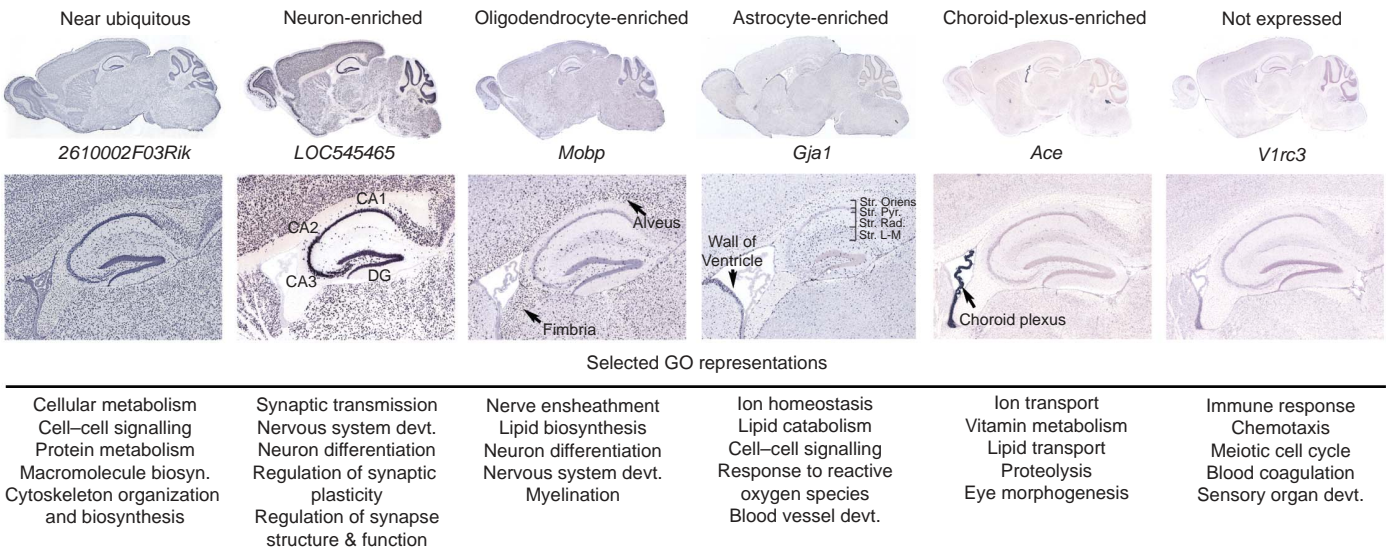 Near ubiquitous
Neuron-enriched
Oligodendrocyte-enriched
Astrocyte-enriched
Choroid-plexus-enriched
Not expressed
2610002F03Rik
LOC545465
Mobp
Gja1
Ace
V1rc3
CA1
CA2
CA3
DG
Alveus
Fimbria
Str. Oriens
Str. Pyr.
Str. Rad.
Str. L-M
Wall of
Ventricle
Choroid plexus
Selected GO representations
Cellular metabolism
Cell–cell signalling
Protein metabolism
Macromolecule biosyn.
Cytoskeleton organization
and biosynthesis
Synaptic transmission
Nervous system devt.
Neuron differentiation
Regulation of synaptic
plasticity
Regulation of synapse
structure & function
Nerve ensheathment
Lipid biosynthesis
Neuron differentiation
Nervous system devt.
Myelination
Ion homeostasis
Lipid catabolism
Cell–cell signalling
Response to reactive
oxygen species
Blood vessel devt.
Ion transport
Vitamin metabolism
Lipid transport
Proteolysis
Eye morphogenesis
Immune response
Chemotaxis
Meiotic cell cycle
Blood coagulation
Sensory organ devt.